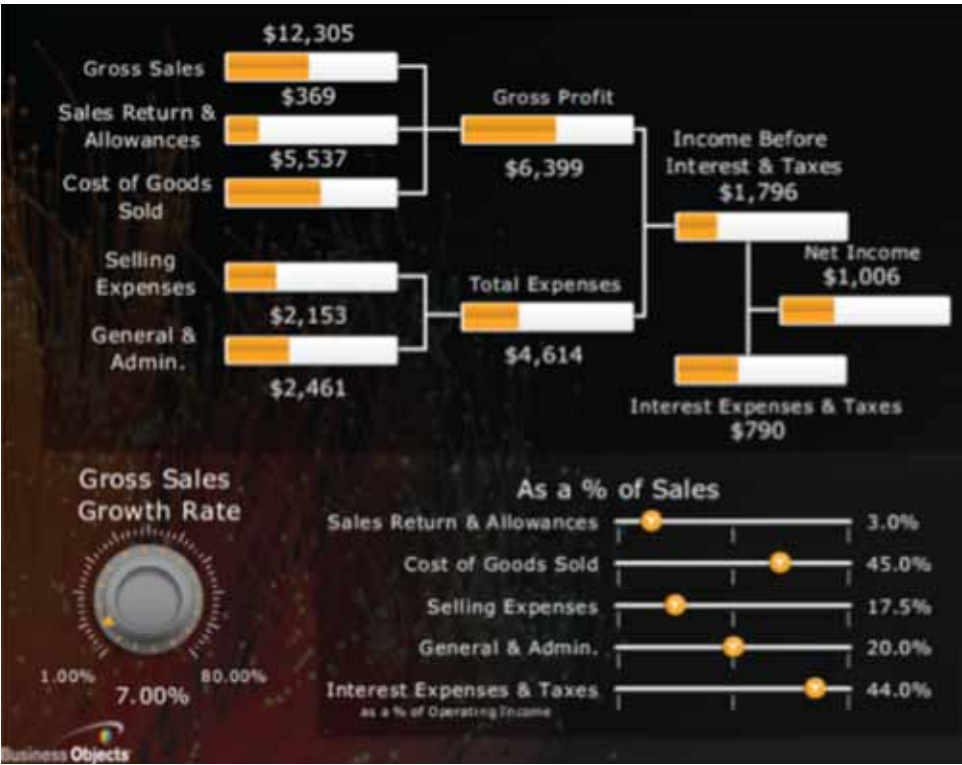 $12,305
Gross Sales
$369
Sales Return &
Allowances
$5,537
Cost of Goods
Sold
Gross Profit
$6,399
Income Before
Interest & Taxes
$1,796
Selling
Expenses
$2,153
General &
Admin.
$2,461
Total Expenses
$4,614
Net Income
$1,006
Interest Expenses & Taxes
$790
Gross Sales
Growth Rate
1.00%
80.00%
7.00%
As a % of Sales
Sales Return & Allowances 3.0%
Cost of Goods Sold 45.0%
Selling Expenses 17.5%
General & Admin. 20.0%
Interest Expenses & Taxes 44.0%
as a % of Operating Income
Business Objects